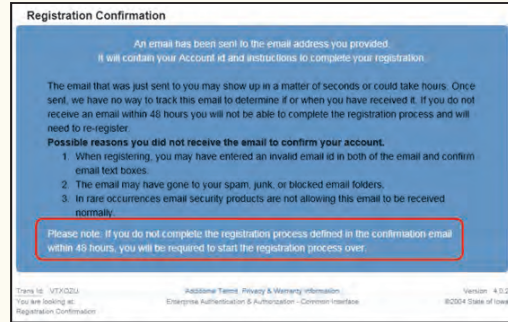 Registration Confirmation
An email has been sent to the email address you provided.
It will contain your Account id and instructions to complete your registration.
The email that was just sent to you may show up in a matter of seconds or could take hours. Once
sent, we have no way to track this email to determine if or when you have received it. If you do not
receive an email within 48 hours you will not be able to complete the registration process and will
need to re-register.
Possible reasons you did not receive the email to confirm your account.
1. When registering, you may have entered an invalid email id in both of the email and confirm
email text boxes.
2. The email may have gone to your spam, junk, or blocked email folders.
3. In rare occurrences email security products are not allowing this email to be received
normally.
Please note: If you do not complete the registration process defined in the confirmation email
within 48 hours, you will be required to start the registration process over.
Trans Id: VTXOZU
Additional Terms, Privacy & Warranty Information
Version: 4.0.2
You are looking at:
Enterprise Authentication & Authorization - Common Interface
©2004 State of Iowa
Registration Confirmation